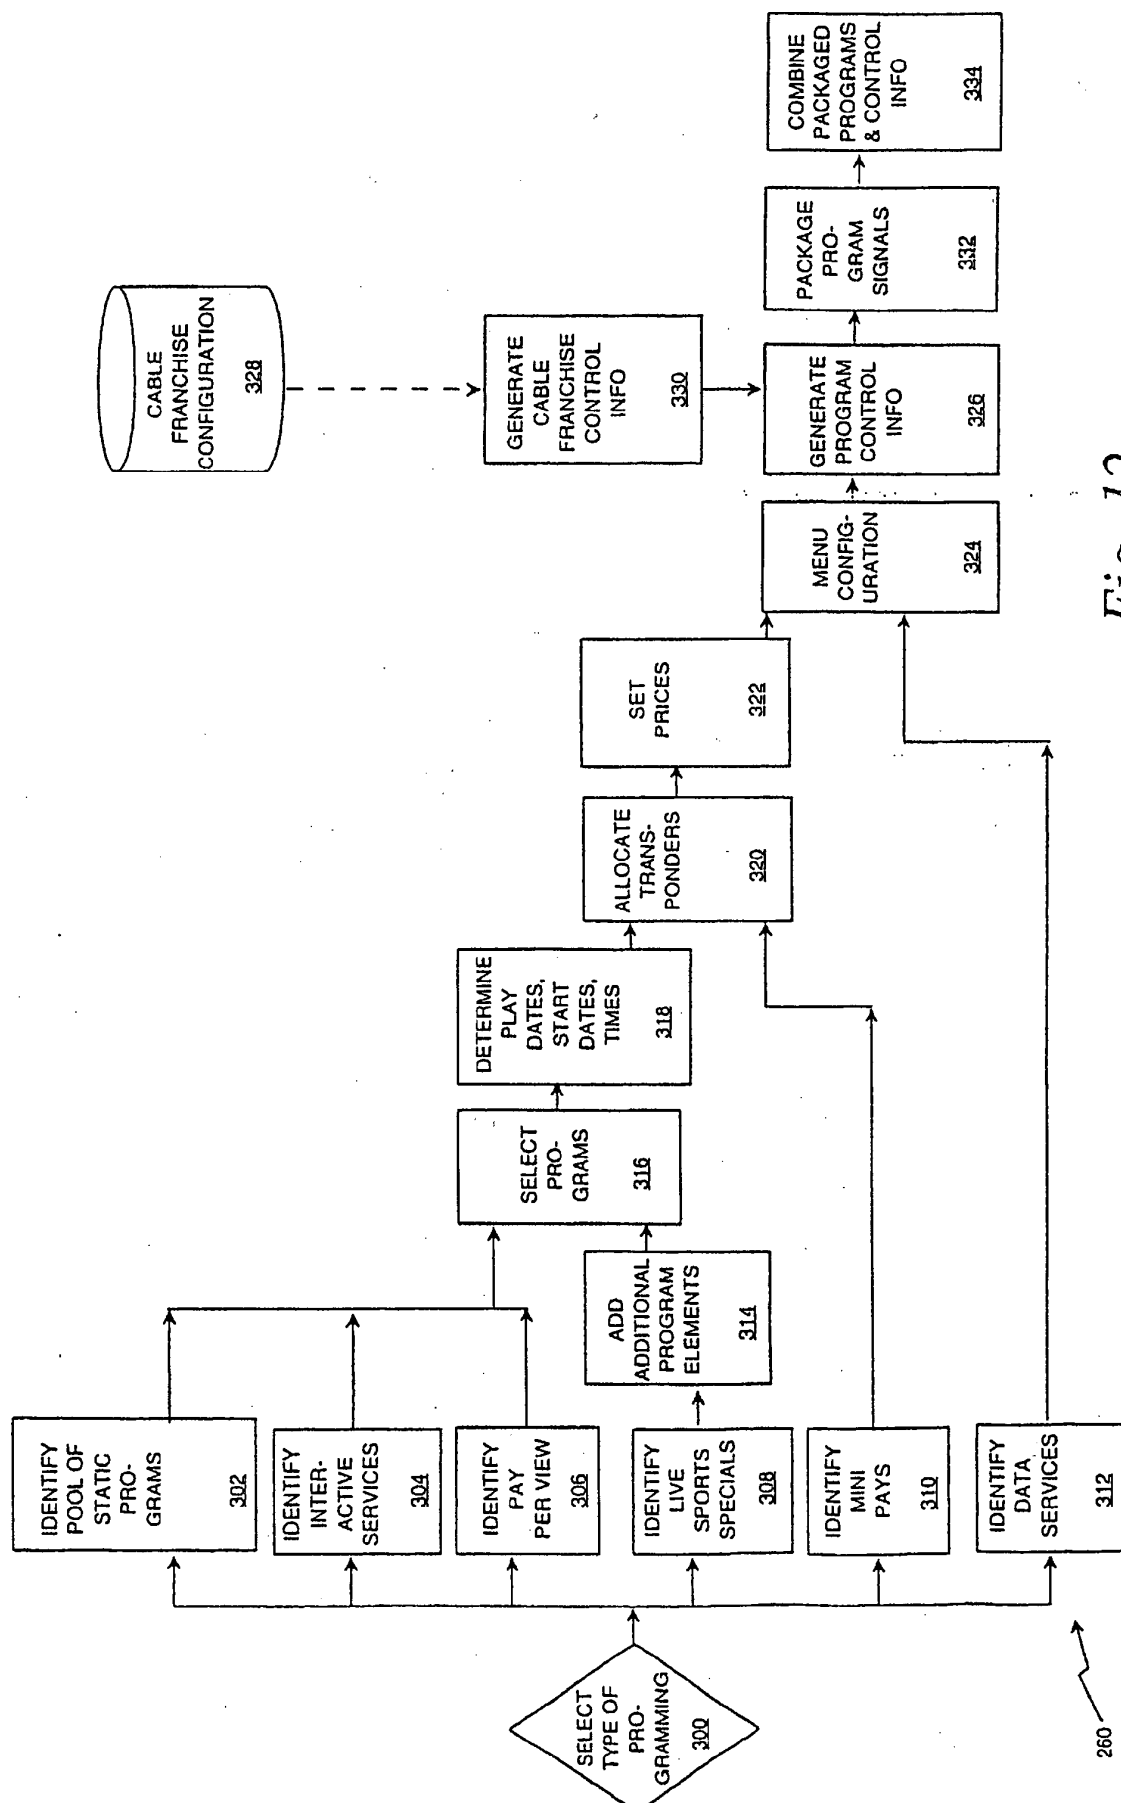 SELECT
TYPE OF
PRO-
GRAMMING
300
IDENTIFY
POOL OF
STATIC
PRO-
GRAMS
302
IDENTIFY
INTER-
ACTIVE
SERVICES
304
IDENTIFY
PAY
PER VIEW
306
IDENTIFY
LIVE
SPORTS
SPECIALS
308
IDENTIFY
MINI
PAYS
310
IDENTIFY
DATA
SERVICES
312
ADD
ADDITIONAL
PROGRAM
ELEMENTS
314
SELECT
PRO-
GRAMS
316
DETERMINE
PLAY
DATES,
START
DATES,
TIMES
318
ALLOCATE
TRANS-
PONDERS
320
SET
PRICES
322
MENU
CONFIG-
URATION
324
CABLE
FRANCHISE
CONFIGURATION
328
GENERATE
CABLE
FRANCHISE
CONTROL
INFO
330
GENERATE
PROGRAM
CONTROL
INFO
326
PACKAGE
PRO-
GRAM
SIGNALS
332
COMBINE
PACKAGED
PROGRAMS
& CONTROL
INFO
334
260